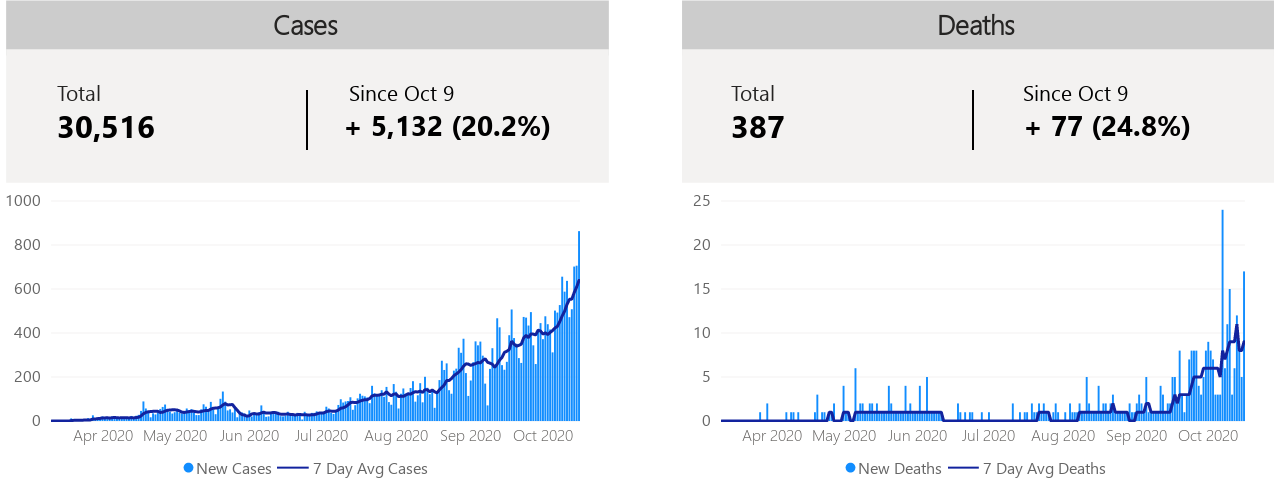 Cases
Total
30,516
Since Oct 9
+ 5,132 (20.2%)
1000
800
600
400
200
0
Apr 2020 May 2020 Jun 2020 Jul 2020 Aug 2020 Sep 2020 Oct 2020
New Cases 7 Day Avg Cases
Deaths
Total
387
Since Oct 9
+ 77 (24.8%)
25
20
15
10
5
0
Apr 2020 May 2020 Jun 2020 Jul 2020 Aug 2020 Sep 2020 Oct 2020
New Deaths 7 Day Avg Deaths